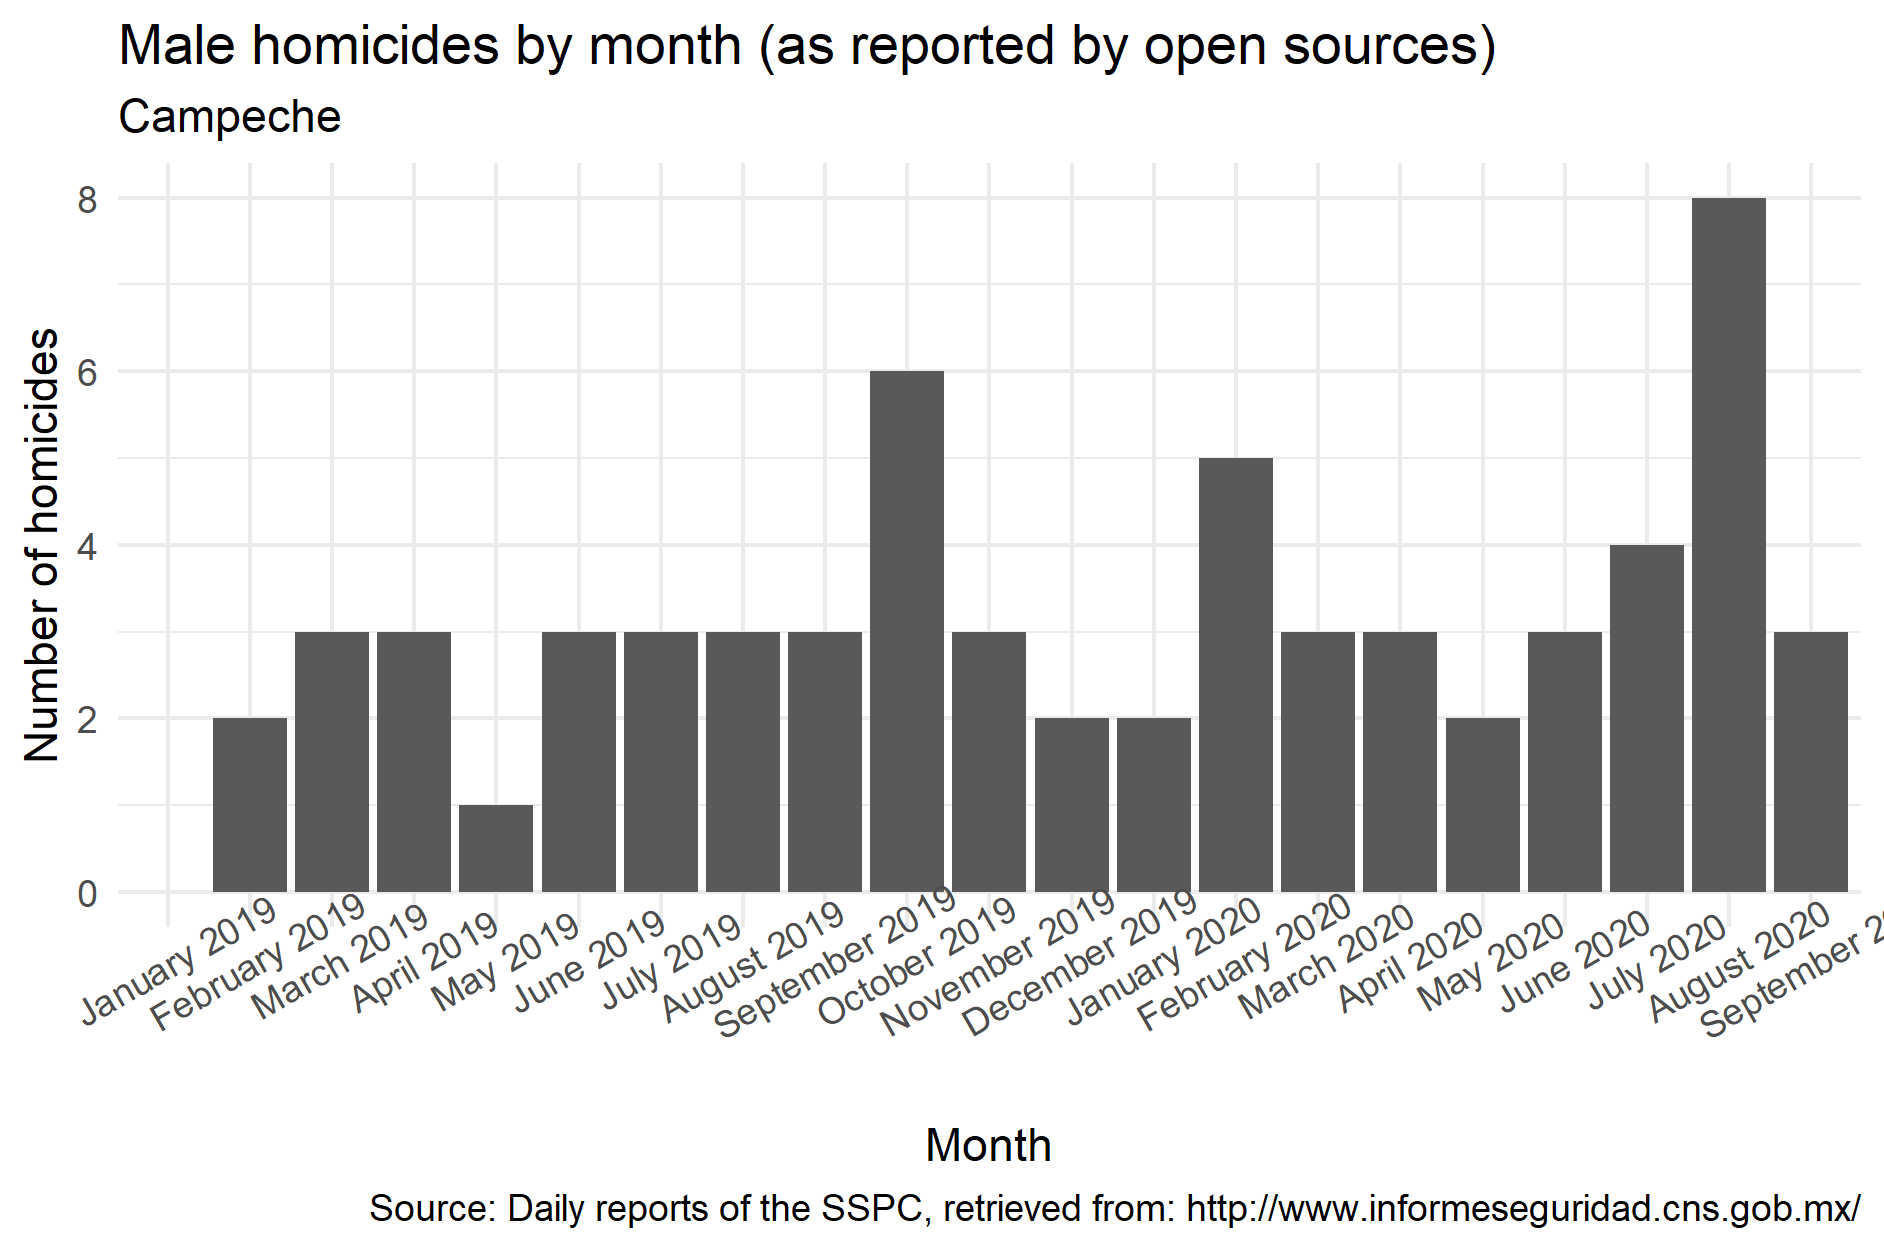 Male homicides by month (as reported by open sources)
Campeche
Number of homicides
8
6
4
2
0
January 2019
February 2019
March 2019
April 2019
May 2019
June 2019
July 2019
August 2019
September 2019
October 2019
November 2019
December 2019
January 2020
February 2020
March 2020
April 2020
May 2020
June 2020
July 2020
August 2020
September
Month
Source: Daily reports of the SSPC, retrieved from: http://www.informeseguridad.cns.gob.mx/